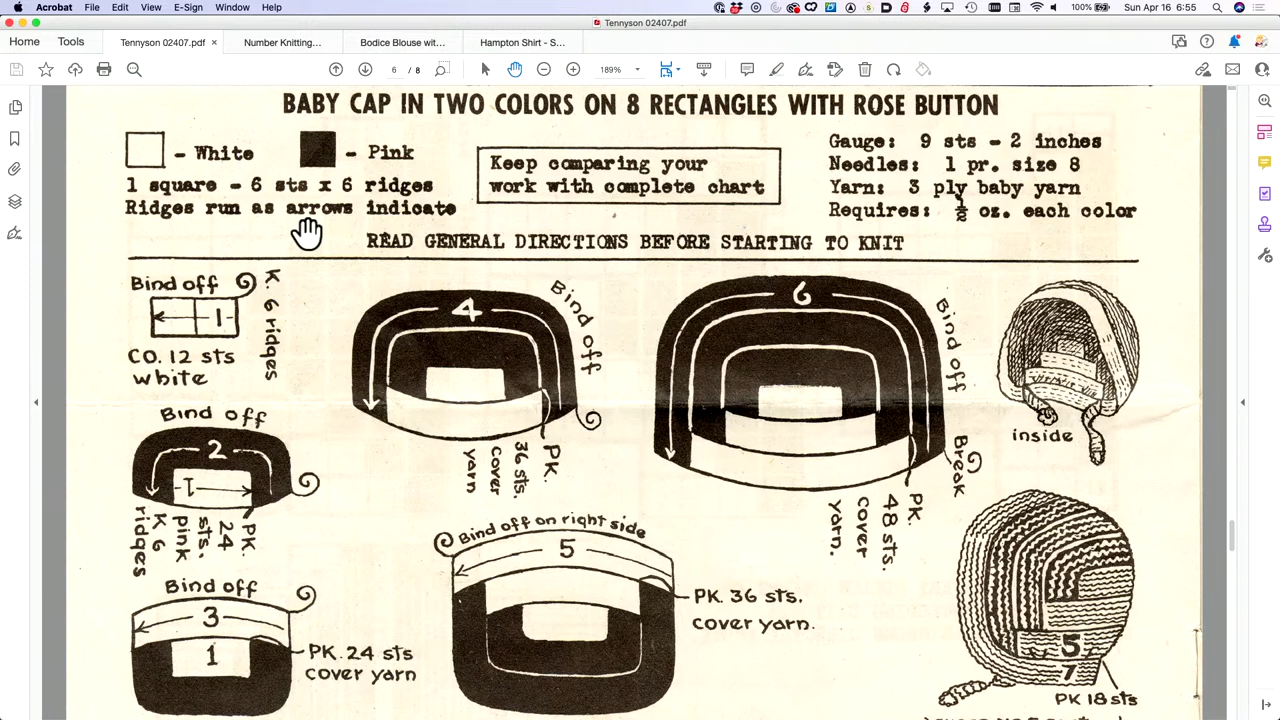 Acrobat File Edit View E-Sign Window Help
100% Sun Apr 16 6:55
Tennyson 02407.pdf
Home Tools Tennyson 02407.pdf × Number Knitting... Bodice Blouse wit... Hampton Shirt - S...
6 / 8 189%
BABY CAP IN TWO COLORS ON 8 RECTANGLES WITH ROSE BUTTON
- White - Pink
1 square - 6 sts x 6 ridges
Ridges run as arrows indicate
Keep comparing your
work with complete chart
Gauge: 9 sts - 2 inches
Needles: 1 pr. size 8
Yarn: 3 ply baby yarn
Requires: ½ oz. each color
READ GENERAL DIRECTIONS BEFORE STARTING TO KNIT
Bind off
1
K. 6 ridges
CO. 12 sts
white
Bind off
2
1
PK.
24
sts.
pink
K 6
ridges
Bind off
3
1
PK. 24 sts
cover yarn
4
Bind off
PK.
36 sts.
cover
yarn
Bind off on right side
5
PK. 36 sts.
cover yarn.
6
Bind off
Break
PK.
48 sts.
cover
yarn.
inside
5
7
PK 18 sts